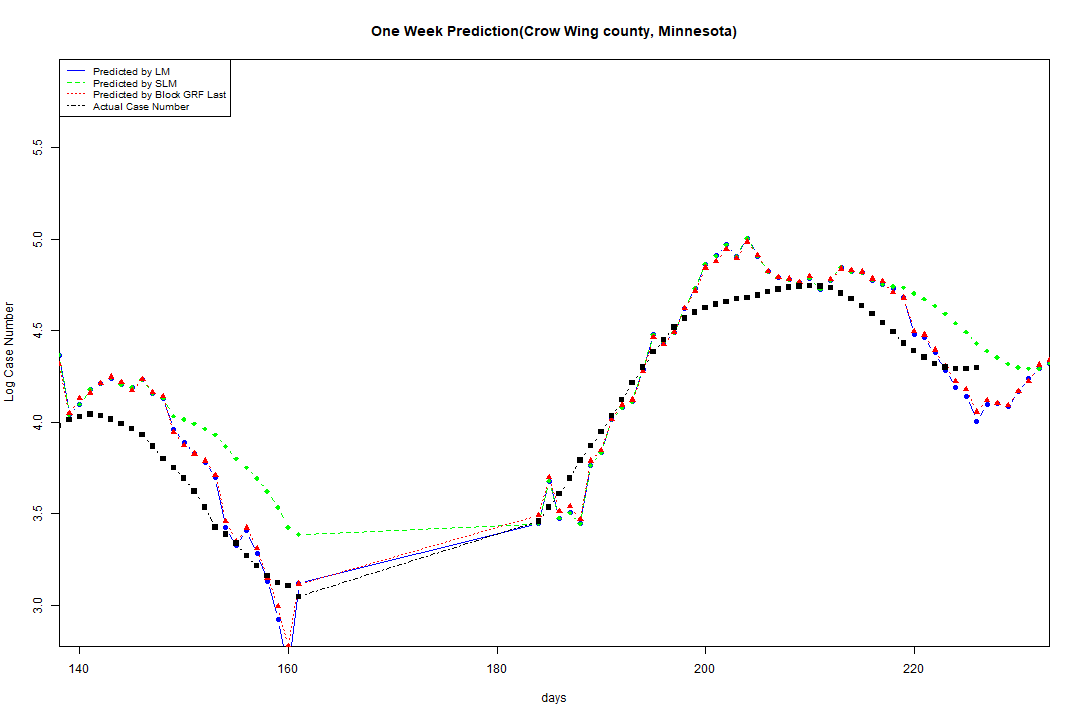 One Week Prediction(Crow Wing county, Minnesota)
Predicted by LM
Predicted by SLM
Predicted by Block GRF Last
Actual Case Number
5.5
5.0
4.5
4.0
3.5
3.0
Log Case Number
140 160 180 200 220
days